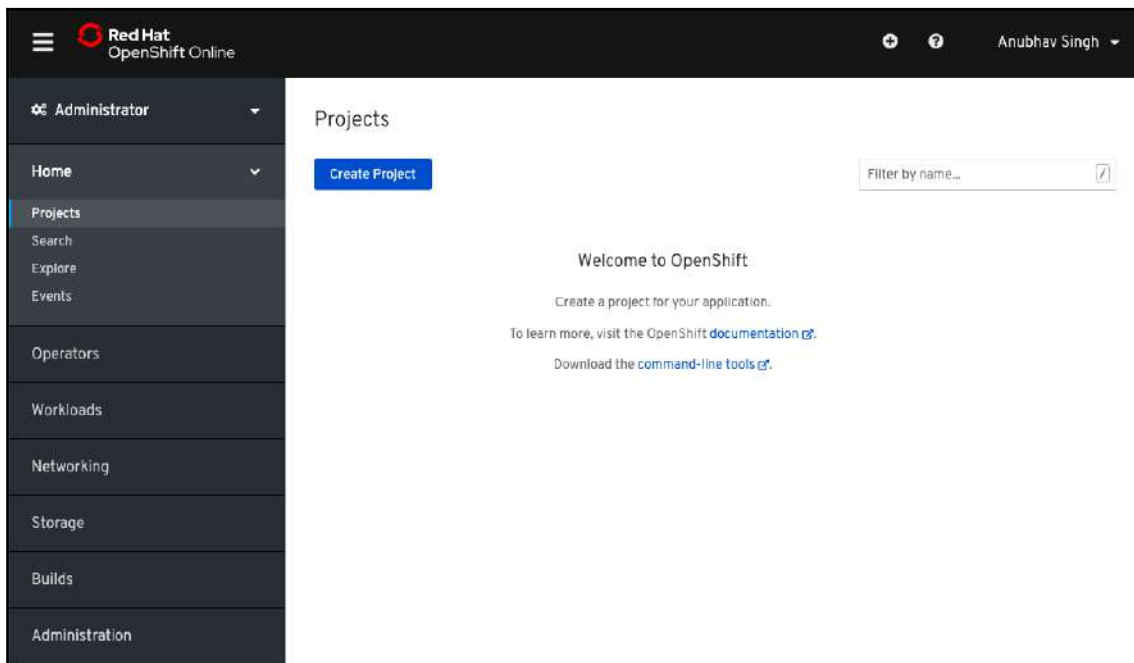 Red Hat
OpenShift Online
Anubhav Singh
Administrator
Projects
Home
Create Project
Filter by name...
/
Projects
Search
Explore
Events
Welcome to OpenShift
Create a project for your application.
To learn more, visit the OpenShift documentation.
Download the command-line tools.
Operators
Workloads
Networking
Storage
Builds
Administration